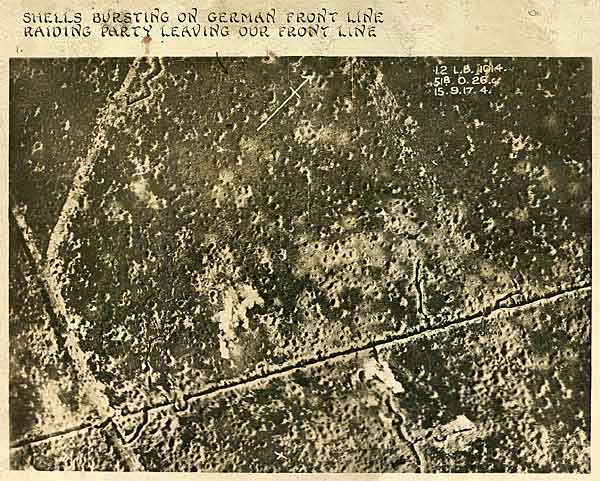 SHELLS BURSTING ON GERMAN FRONT LINE
RAIDING PARTY LEAVING OUR FRONT LINE
12 L.B. 1014.
51B O. 26.c.
15. 9. 17. 4.